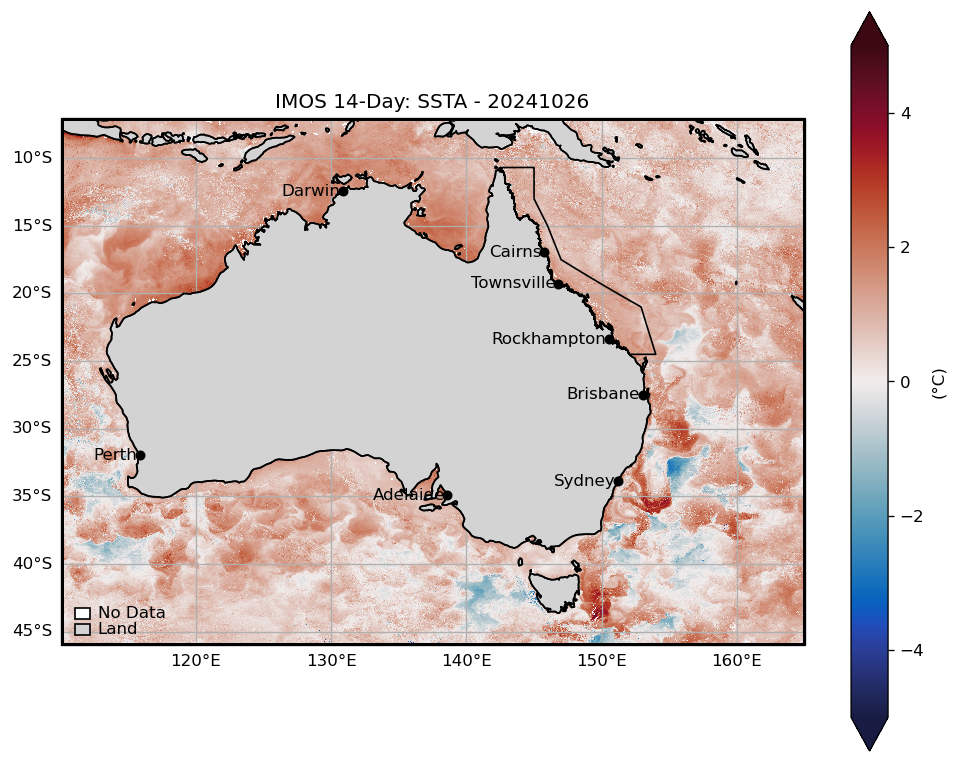 IMOS 14-Day: SSTA - 20241026
10°S
15°S
20°S
25°S
30°S
35°S
40°S
45°S
120°E
130°E
140°E
150°E
160°E
Darwin
Cairns
Townsville
Rockhampton
Brisbane
Perth
Sydney
Adelaide
No Data
Land
4
2
0
−2
−4
(°C)